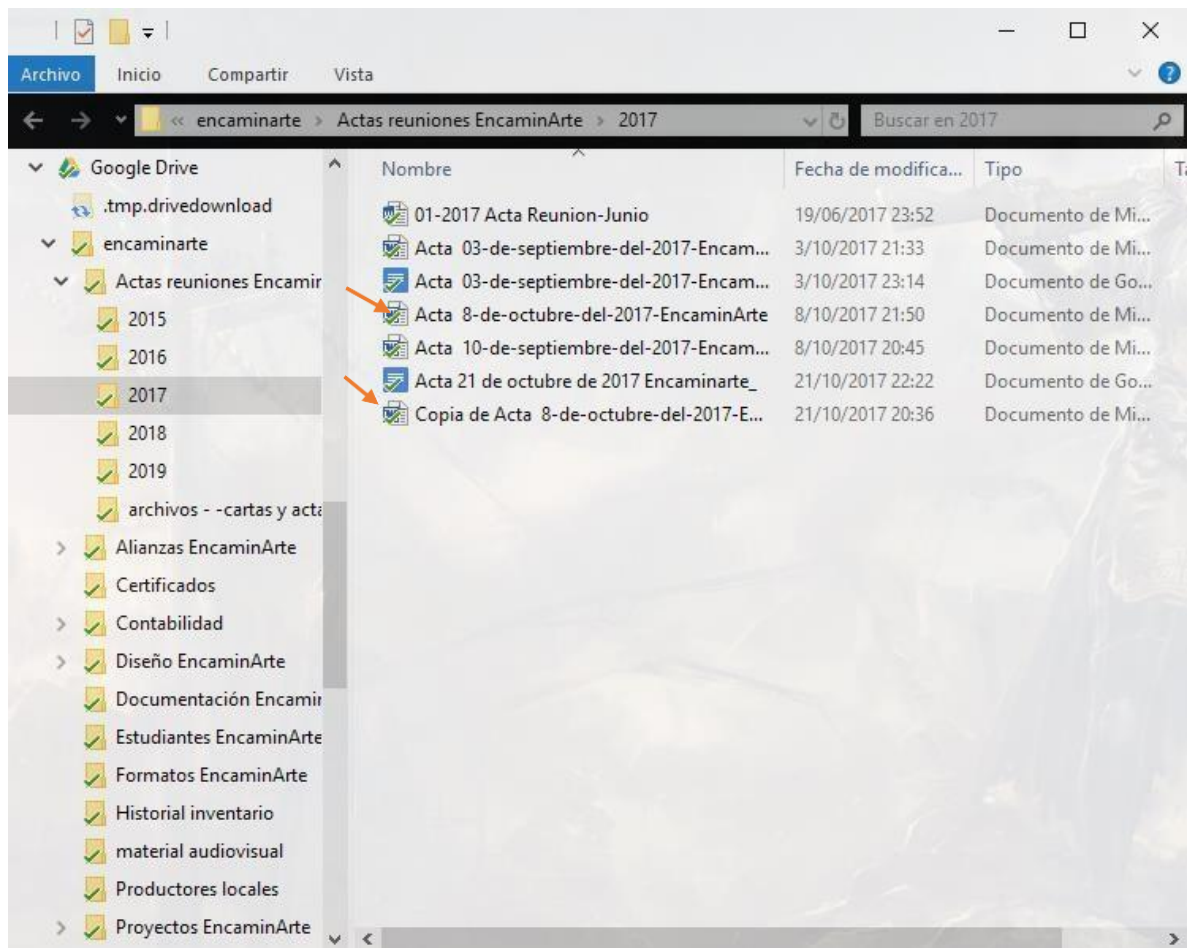 Archivo Inicio Compartir Vista
« encaminarte > Actas reuniones EncaminArte > 2017 Buscar en 2017
Google Drive
.tmp.drivedownload
encaminarte
Actas reuniones Encamin
2015
2016
2017
2018
2019
archivos - -cartas y acta
Alianzas EncaminArte
Certificados
Contabilidad
Diseño EncaminArte
Documentación Encamin
Estudiantes EncaminArte
Formatos EncaminArte
Historial inventario
material audiovisual
Productores locales
Proyectos EncaminArte
Nombre Fecha de modifica... Tipo Ta
01-2017 Acta Reunion-Junio 19/06/2017 23:52 Documento de Mi...
Acta 03-de-septiembre-del-2017-Encam... 3/10/2017 21:33 Documento de Mi...
Acta 03-de-septiembre-del-2017-Encam... 3/10/2017 23:14 Documento de Go...
Acta 8-de-octubre-del-2017-EncaminArte 8/10/2017 21:50 Documento de Mi...
Acta 10-de-septiembre-del-2017-Encam... 8/10/2017 20:45 Documento de Mi...
Acta 21 de octubre de 2017 Encaminarte_ 21/10/2017 22:22 Documento de Go...
Copia de Acta 8-de-octubre-del-2017-E... 21/10/2017 20:36 Documento de Mi...